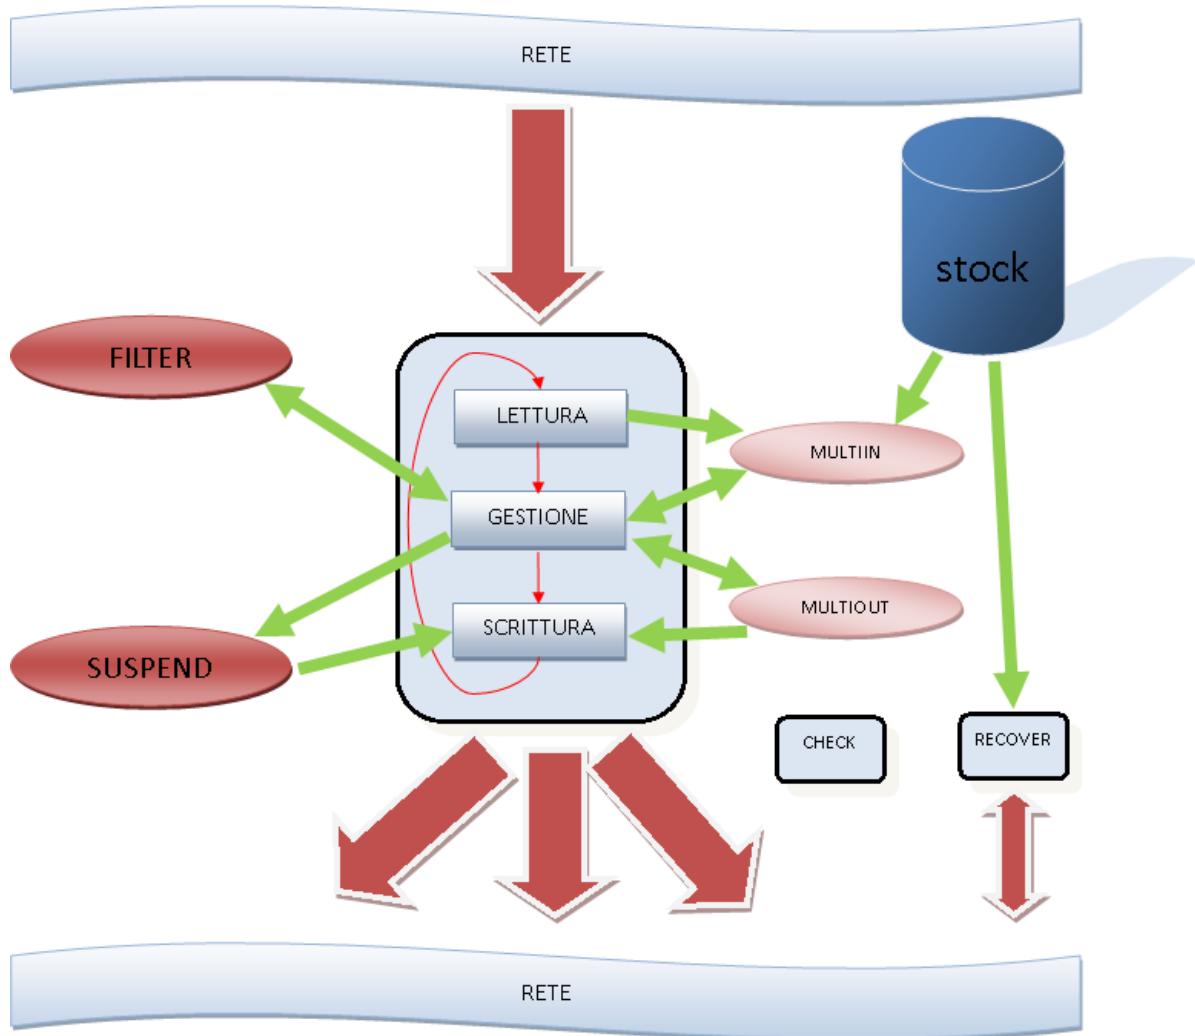 RETE
stock
FILTER
LETTURA
MULTIIN
GESTIONE
MULTIOUT
SCRITTURA
SUSPEND
CHECK
RECOVER
RETE